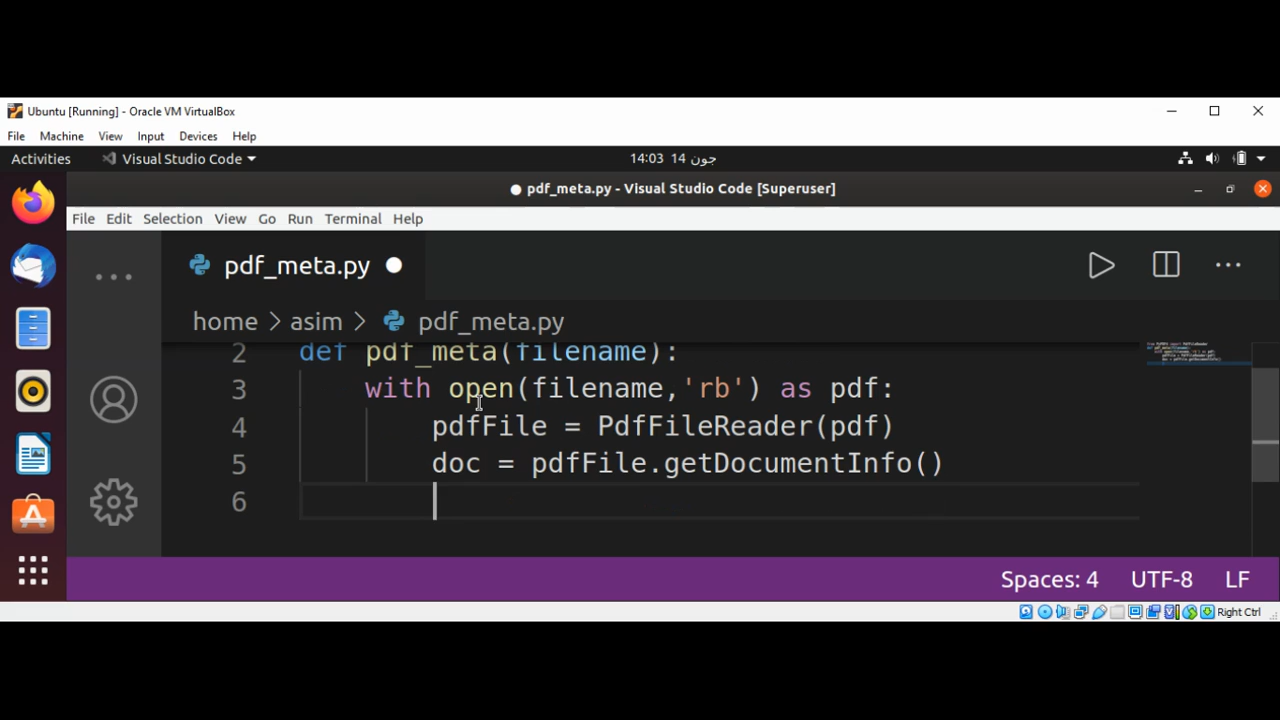 Ubuntu [Running] - Oracle VM VirtualBox
File Machine View Input Devices Help
Activities Visual Studio Code 14:03 14 جون
● pdf_meta.py - Visual Studio Code [Superuser]
File Edit Selection View Go Run Terminal Help
pdf_meta.py
home > asim > pdf_meta.py
2 def pdf_meta(filename):
3 with open(filename,'rb') as pdf:
4 pdfFile = PdfFileReader(pdf)
5 doc = pdfFile.getDocumentInfo()
6
Spaces: 4 UTF-8 LF
Right Ctrl